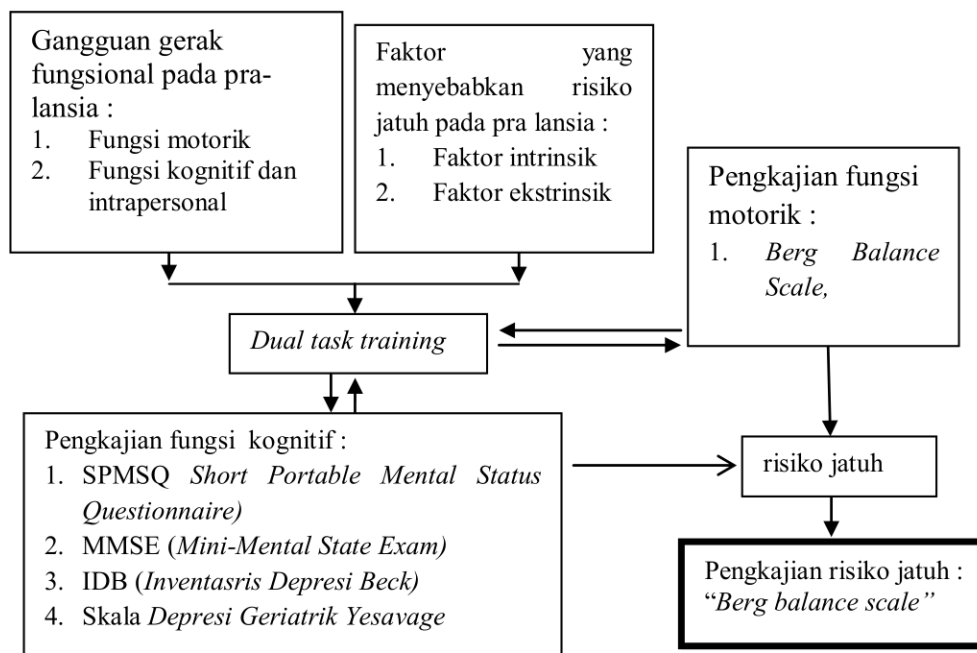 Gangguan gerak
fungsional pada pra-
lansia :
1. Fungsi motorik
2. Fungsi kognitif dan
intrapersonal
Faktor yang
menyebabkan risiko
jatuh pada pra lansia :
1. Faktor intrinsik
2. Faktor ekstrinsik
Pengkajian fungsi
motorik :
1. Berg Balance
Scale,
Dual task training
Pengkajian fungsi kognitif :
1. SPMSQ Short Portable Mental Status
Questionnaire)
2. MMSE (Mini-Mental State Exam)
3. IDB (Inventasris Depresi Beck)
4. Skala Depresi Geriatrik Yesavage
risiko jatuh
Pengkajian risiko jatuh :
“Berg balance scale”